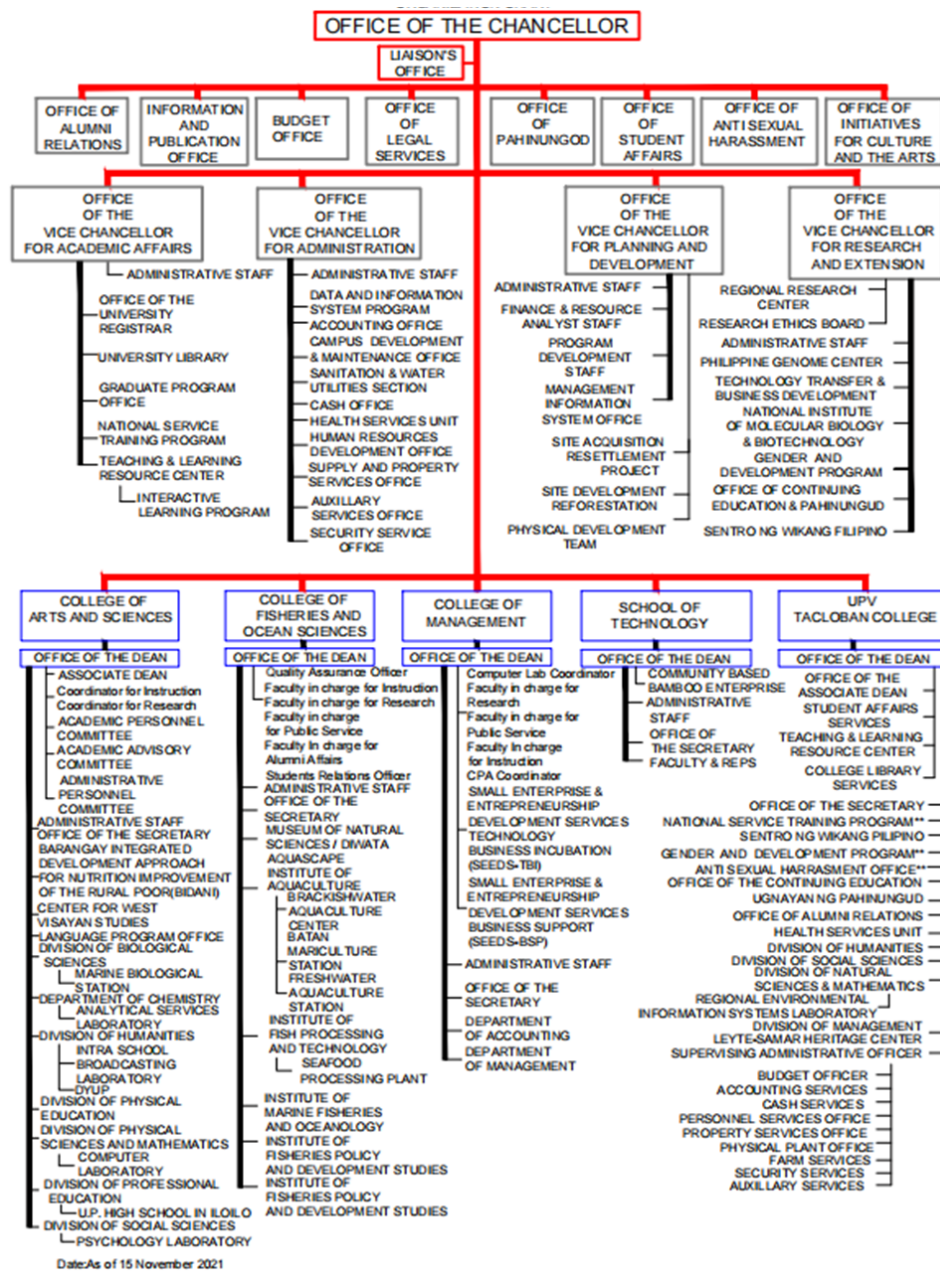 OFFICE OF THE CHANCELLOR
LIAISON'S
OFFICE
OFFICE OF
ALUMNI
RELATIONS
INFORMATION
AND
PUBLICATION
OFFICE
BUDGET
OFFICE
OFFICE
OF
LEGAL
SERVICES
OFFICE
OF
PAHINUNGOD
OFFICE
OF
STUDENT
AFFAIRS
OFFICE OF
ANTI SEXUAL
HARASSMENT
OFFICE OF
INITIATIVES
FOR CULTURE
AND THE ARTS
OFFICE
OF THE
VICE CHANCELLOR
FOR ACADEMIC AFFAIRS
ADMINISTRATIVE STAFF
OFFICE OF THE
UNIVERSITY
REGISTRAR
UNIVERSITY LIBRARY
GRADUATE PROGRAM
OFFICE
NATIONAL SERVICE
TRAINING PROGRAM
TEACHING & LEARNING
RESOURCE CENTER
INTERACTIVE
LEARNING PROGRAM
OFFICE
OF THE
VICE CHANCELLOR
FOR ADMINISTRATION
ADMINISTRATIVE STAFF
DATA AND INFORMATION
SYSTEM PROGRAM
ACCOUNTING OFFICE
CAMPUS DEVELOPMENT
& MAINTENANCE OFFICE
SANITATION & WATER
UTILITIES SECTION
CASH OFFICE
HEALTH SERVICES UNIT
HUMAN RESOURCES
DEVELOPMENT OFFICE
SUPPLY AND PROPERTY
SERVICES OFFICE
AUXILLARY
SERVICES OFFICE
SECURITY SERVICE
OFFICE
OFFICE
OF THE
VICE CHANCELLOR
FOR PLANNING AND
DEVELOPMENT
ADMINISTRATIVE STAFF
FINANCE & RESOURCE
ANALYST STAFF
PROGRAM
DEVELOPMENT
STAFF
MANAGEMENT
INFORMATION
SYSTEM OFFICE
SITE ACQUISITION
RESETTLEMENT
PROJECT
SITE DEVELOPMENT
REFORESTATION
PHYSICAL DEVELOPMENT
TEAM
OFFICE
OF THE
VICE CHANCELLOR
FOR RESEARCH
AND EXTENSION
REGIONAL RESEARCH
CENTER
RESEARCH ETHICS BOARD
ADMINISTRATIVE STAFF
PHILIPPINE GENOME CENTER
TECHNOLOGY TRANSFER &
BUSINESS DEVELOPMENT
NATIONAL INSTITUTE
OF MOLECULAR BIOLOGY
& BIOTECHNOLOGY
GENDER AND
DEVELOPMENT PROGRAM
OFFICE OF CONTINUING
EDUCATION & PAHINUNGUD
SENTRO NG WIKANG FILIPINO
COLLEGE OF
ARTS AND SCIENCES
OFFICE OF THE DEAN
ASSOCIATE DEAN
Coordinator for Instruction
Coordinator for Research
ACADEMIC PERSONNEL
COMMITTEE
ACADEMIC ADVISORY
COMMITTEE
ADMINISTRATIVE
PERSONNEL
COMMITTEE
ADMINISTRATIVE STAFF
OFFICE OF THE SECRETARY
BARANGAY INTEGRATED
DEVELOPMENT APPROACH
FOR NUTRITION IMPROVEMENT
OF THE RURAL POOR(BIDANI)
CENTER FOR WEST
VISAYAN STUDIES
LANGUAGE PROGRAM OFFICE
DIVISION OF BIOLOGICAL
SCIENCES
MARINE BIOLOGICAL
STATION
DEPARTMENT OF CHEMISTRY
ANALYTICAL SERVICES
LABORATORY
DIVISION OF HUMANITIES
INTRA SCHOOL
BROADCASTING
LABORATORY
DYUP
DIVISION OF PHYSICAL
EDUCATION
DIVISION OF PHYSICAL
SCIENCES AND MATHEMATICS
COMPUTER
LABORATORY
DIVISION OF PROFESSIONAL
EDUCATION
U.P. HIGH SCHOOL IN ILOILO
DIVISION OF SOCIAL SCIENCES
PSYCHOLOGY LABORATORY
COLLEGE OF
FISHERIES AND
OCEAN SCIENCES
OFFICE OF THE DEAN
Quality Assurance Officer
Faculty in charge for Instruction
Faculty in charge for Research
Faculty in charge
for Public Service
Faculty In charge for
Alumni Affairs
Students Relations Officer
ADMINISTRATIVE STAFF
OFFICE OF THE
SECRETARY
MUSEUM OF NATURAL
SCIENCES / DIWATA
AQUASCAPE
INSTITUTE OF
AQUACULTURE
BRACKISHWATER
AQUACULTURE
CENTER
BATAN
MARICULTURE
STATION
FRESHWATER
AQUACULTURE
STATION
INSTITUTE OF
FISH PROCESSING
AND TECHNOLOGY
SEAFOOD
PROCESSING PLANT
INSTITUTE OF
MARINE FISHERIES
AND OCEANOLOGY
INSTITUTE OF
FISHERIES POLICY
AND DEVELOPMENT STUDIES
INSTITUTE OF
FISHERIES POLICY
AND DEVELOPMENT STUDIES
COLLEGE OF
MANAGEMENT
OFFICE OF THE DEAN
Computer Lab Coordinator
Faculty in charge for
Research
Faculty in charge for
Public Service
Faculty In charge
for Instruction
CPA Coordinator
SMALL ENTERPRISE &
ENTREPRENEURSHIP
DEVELOPMENT SERVICES
TECHNOLOGY
BUSINESS INCUBATION
(SEEDS-TBI)
SMALL ENTERPRISE &
ENTREPRENEURSHIP
DEVELOPMENT SERVICES
BUSINESS SUPPORT
(SEEDS-BSP)
ADMINISTRATIVE STAFF
OFFICE OF THE
SECRETARY
DEPARTMENT
OF ACCOUNTING
DEPARTMENT
OF MANAGEMENT
SCHOOL OF
TECHNOLOGY
OFFICE OF THE DEAN
COMMUNITY BASED
BAMBOO ENTERPRISE
ADMINISTRATIVE
STAFF
OFFICE OF
THE SECRETARY
FACULTY & REPS
UPV
TACLOBAN COLLEGE
OFFICE OF THE DEAN
OFFICE OF THE
ASSOCIATE DEAN
STUDENT AFFAIRS
SERVICES
TEACHING & LEARNING
RESOURCE CENTER
COLLEGE LIBRARY
SERVICES
OFFICE OF THE SECRETARY
NATIONAL SERVICE TRAINING PROGRAM**
SENTRO NG WIKANG PILIPINO
GENDER AND DEVELOPMENT PROGRAM**
ANTI SEXUAL HARRASMENT OFFICE**
OFFICE OF THE CONTINUING EDUCATION
UGNAYAN NG PAHINUNGUD
OFFICE OF ALUMNI RELATIONS
HEALTH SERVICES UNIT
DIVISION OF HUMANITIES
DIVISION OF SOCIAL SCIENCES
DIVISION OF NATURAL
SCIENCES & MATHEMATICS
REGIONAL ENVIRONMENTAL
INFORMATION SYSTEMS LABORATORY
DIVISION OF MANAGEMENT
LEYTE-SAMAR HERITAGE CENTER
SUPERVISING ADMINISTRATIVE OFFICER
BUDGET OFFICER
ACCOUNTING SERVICES
CASH SERVICES
PERSONNEL SERVICES OFFICE
PROPERTY SERVICES OFFICE
PHYSICAL PLANT OFFICE
FARM SERVICES
SECURITY SERVICES
AUXILLARY SERVICES
Date:As of 15 November 2021